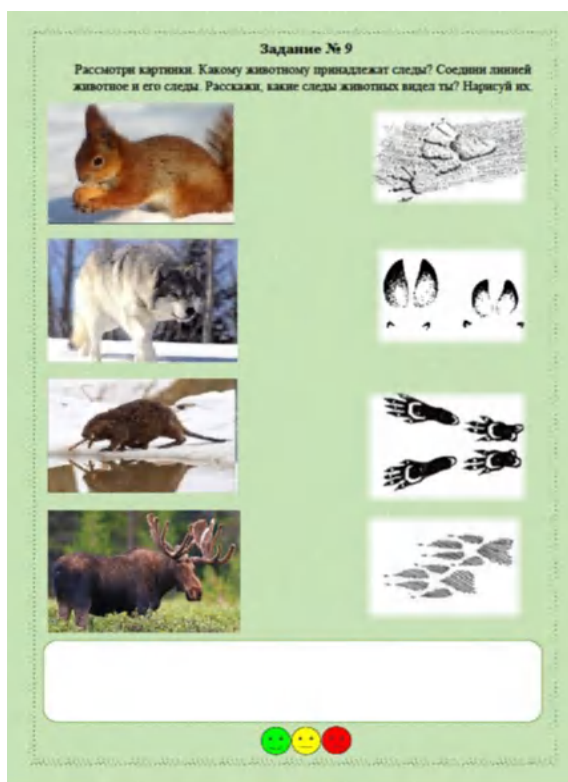 Задание № 9
Рассмотри картинки. Какому животному принадлежат следы? Соедини линией
животное и его следы. Расскажи, какие следы животных видел ты? Нарисуй их.